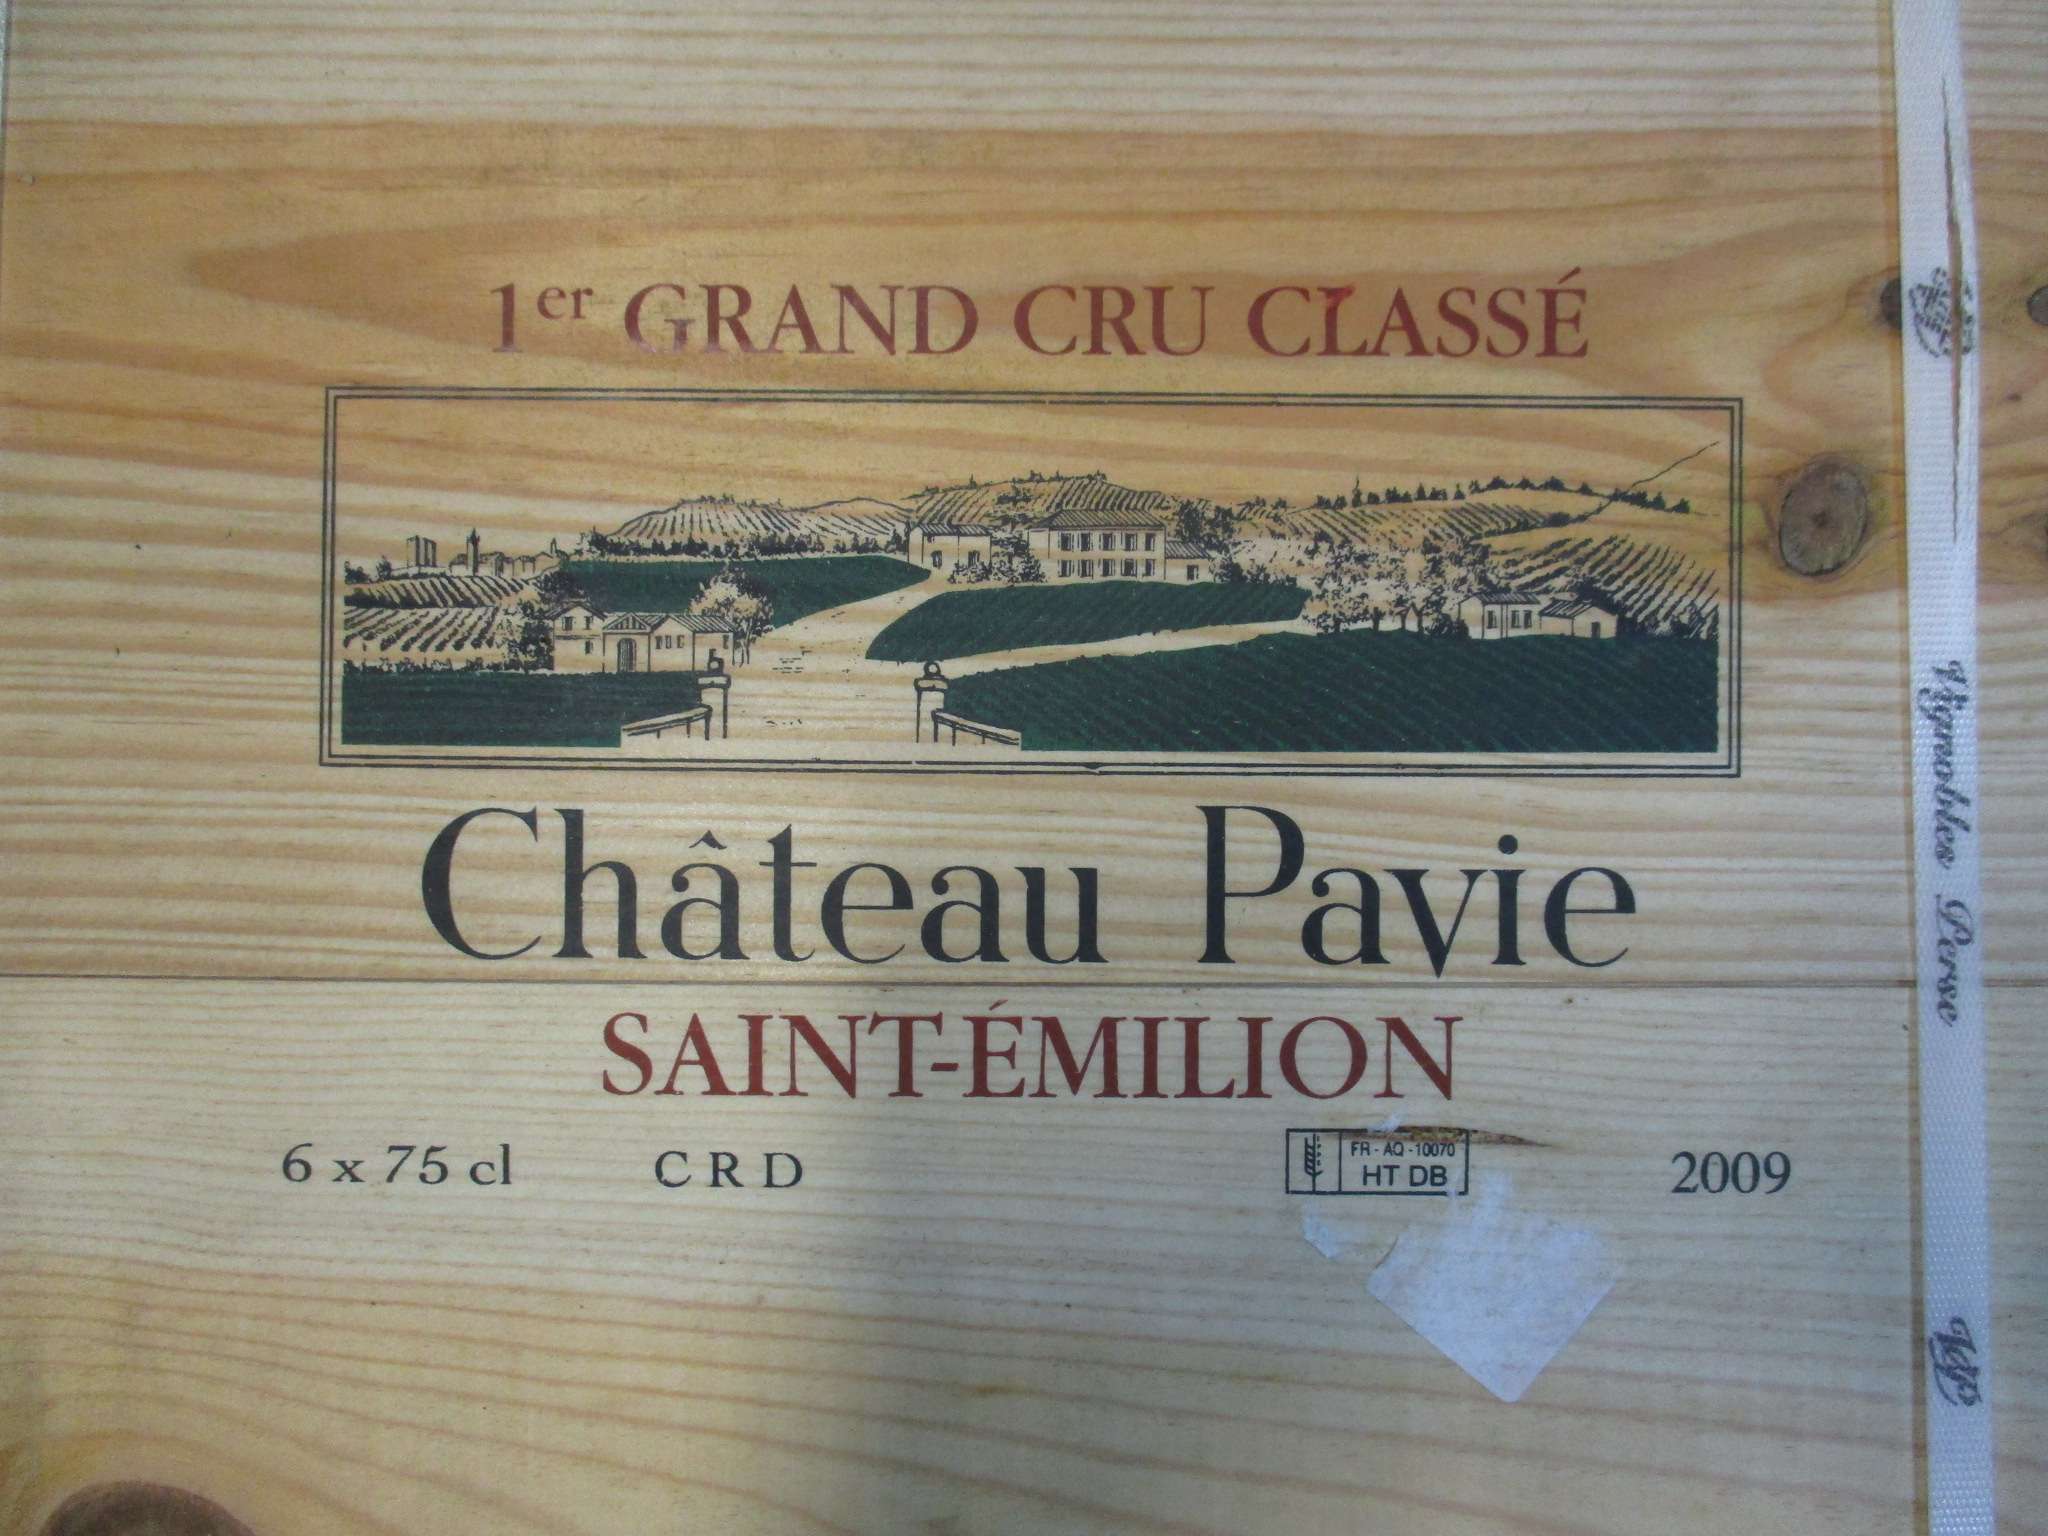 1er GRAND CRU CLASSÉ
Château Pavie
SAINT-ÉMILION
6 x 75 cl
CRD
FR - AQ - 10070
HT DB
2009
Vignobles Perse